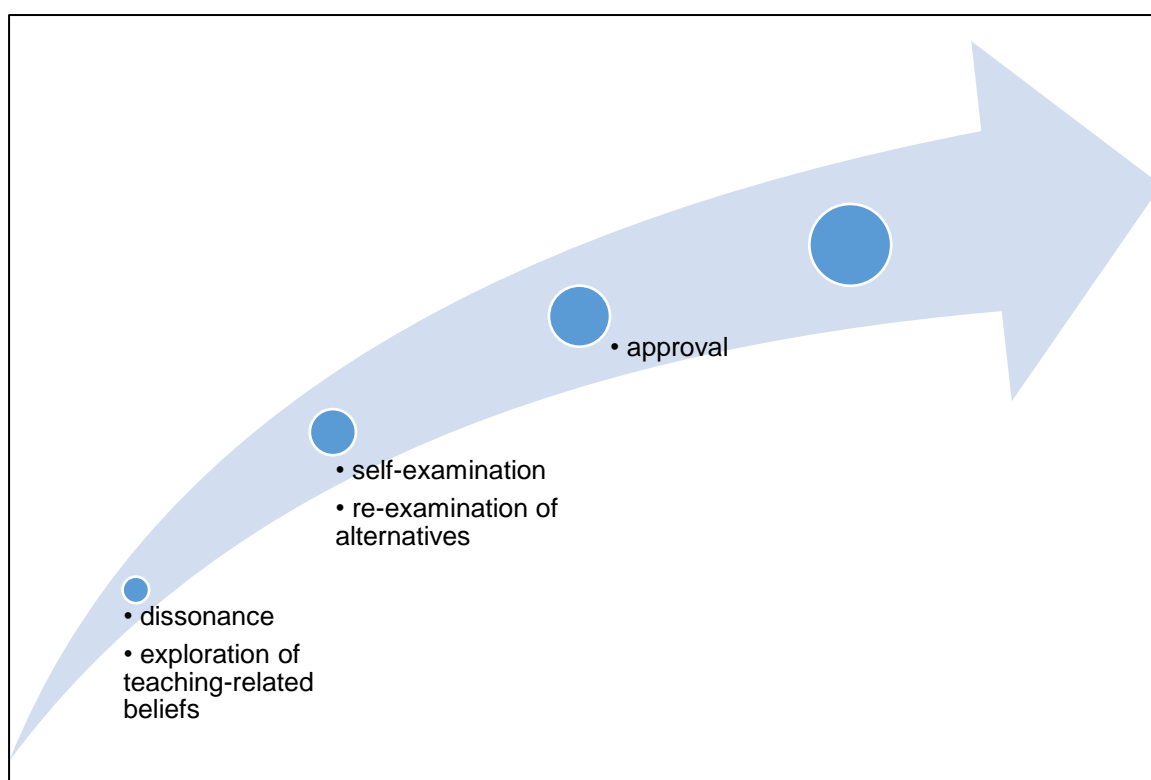 • approval
• self-examination
• re-examination of
alternatives
• dissonance
• exploration of
teaching-related
beliefs